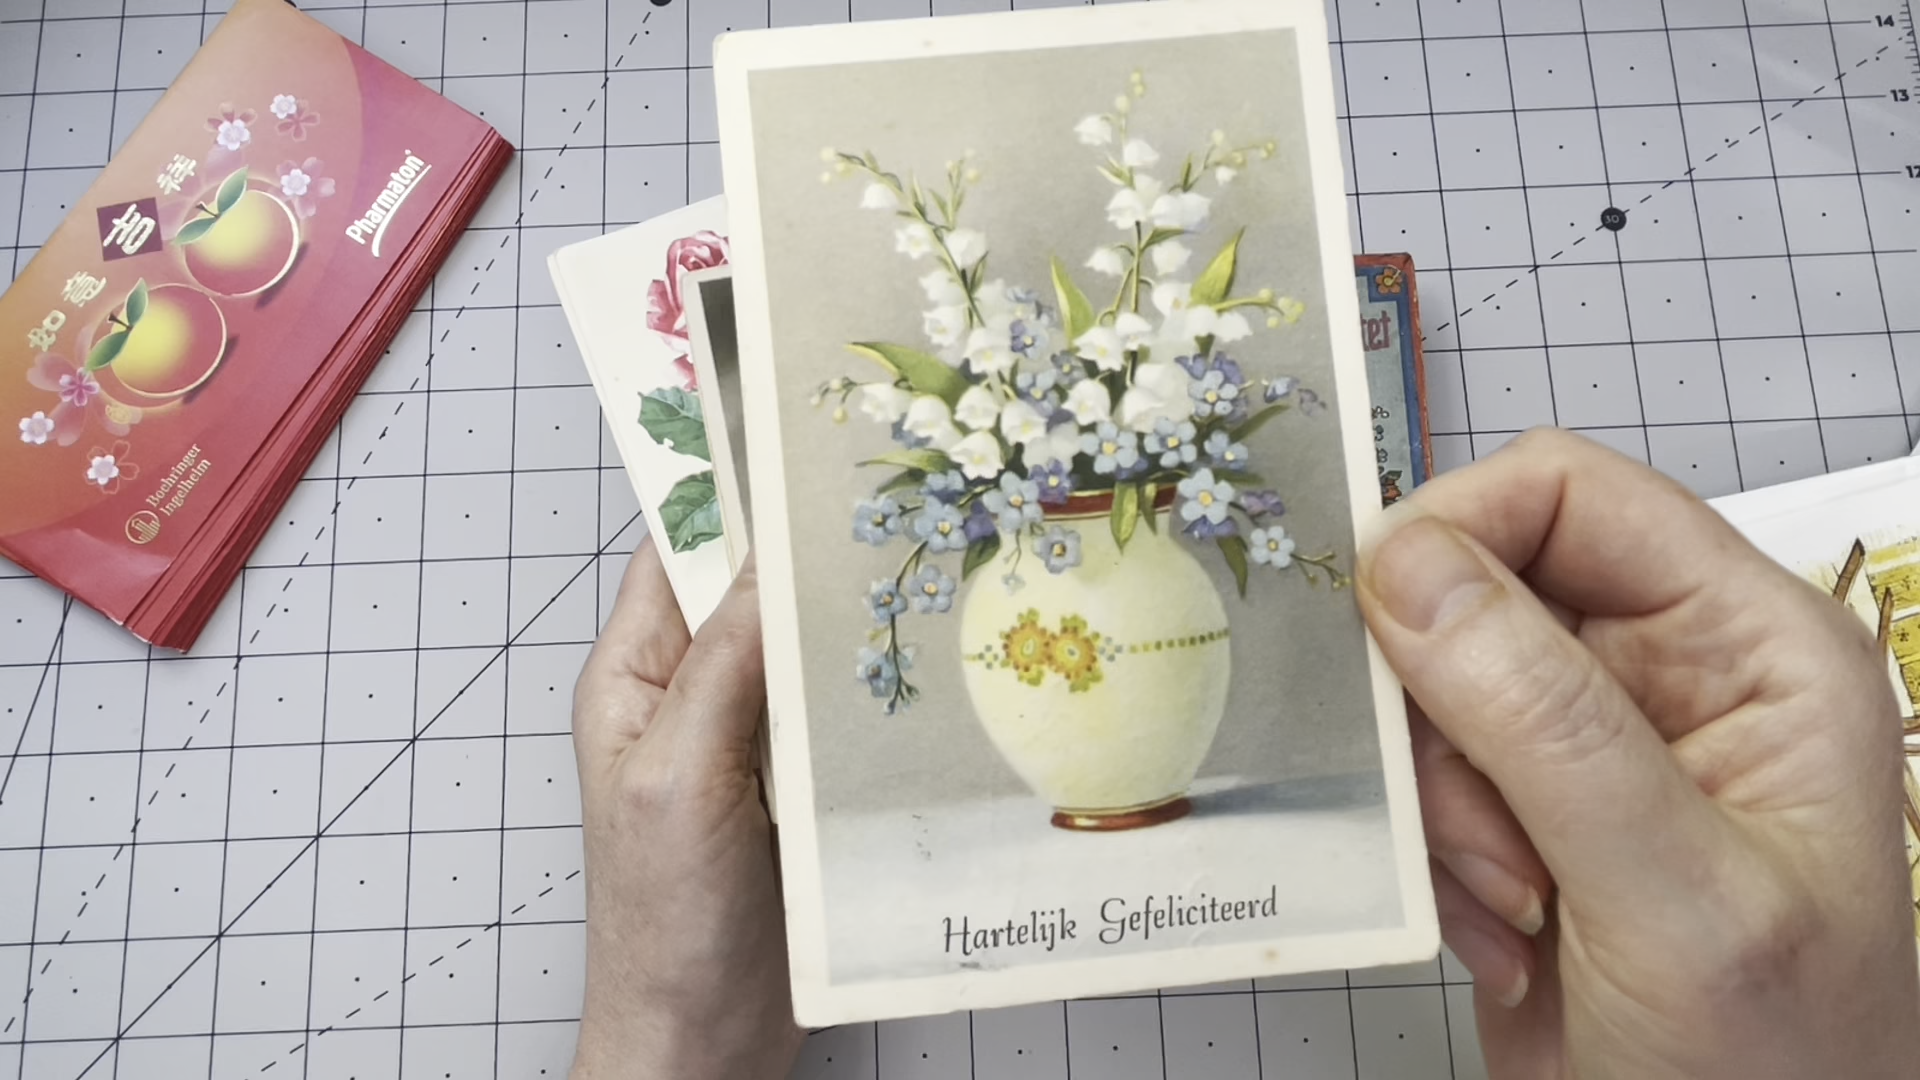 吉祥
如意
Pharmaton
Boehringer
Ingelheim
Hartelijk Gefeliciteerd
14
13
12
30